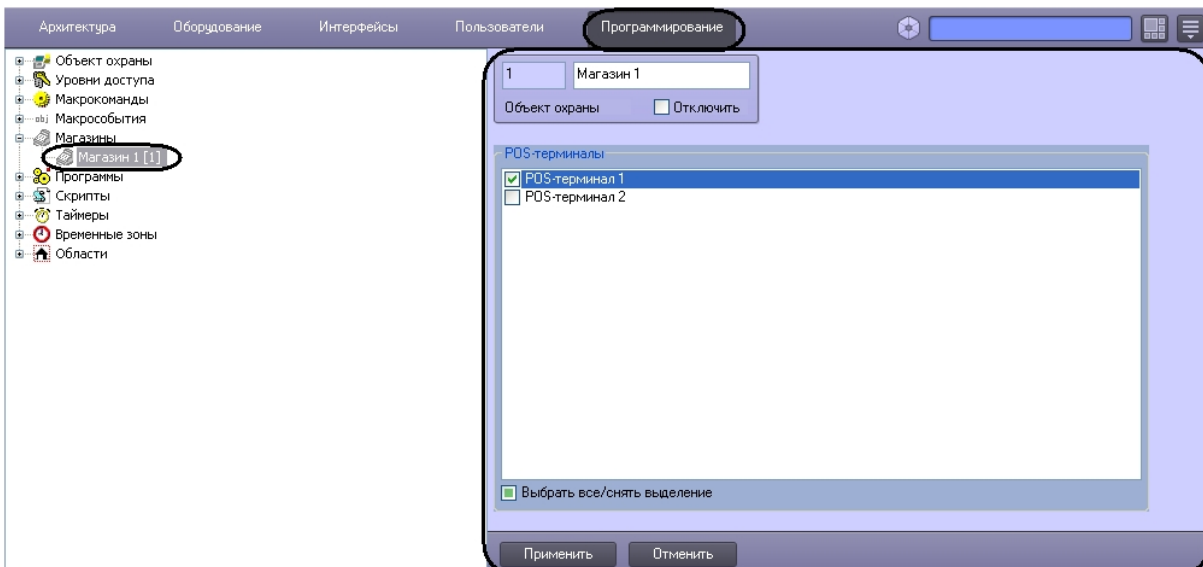 Архитектура Оборудование Интерфейсы Пользователи Программирование
Объект охраны
Уровни доступа
Макрокоманды
obj Макрособытия
Магазины
Магазин 1 [1]
Программы
Скрипты
Таймеры
Временные зоны
Области
1 Магазин 1
Объект охраны Отключить
POS-терминалы
POS-терминал 1
POS-терминал 2
Выбрать все/снять выделение
Применить Отменить